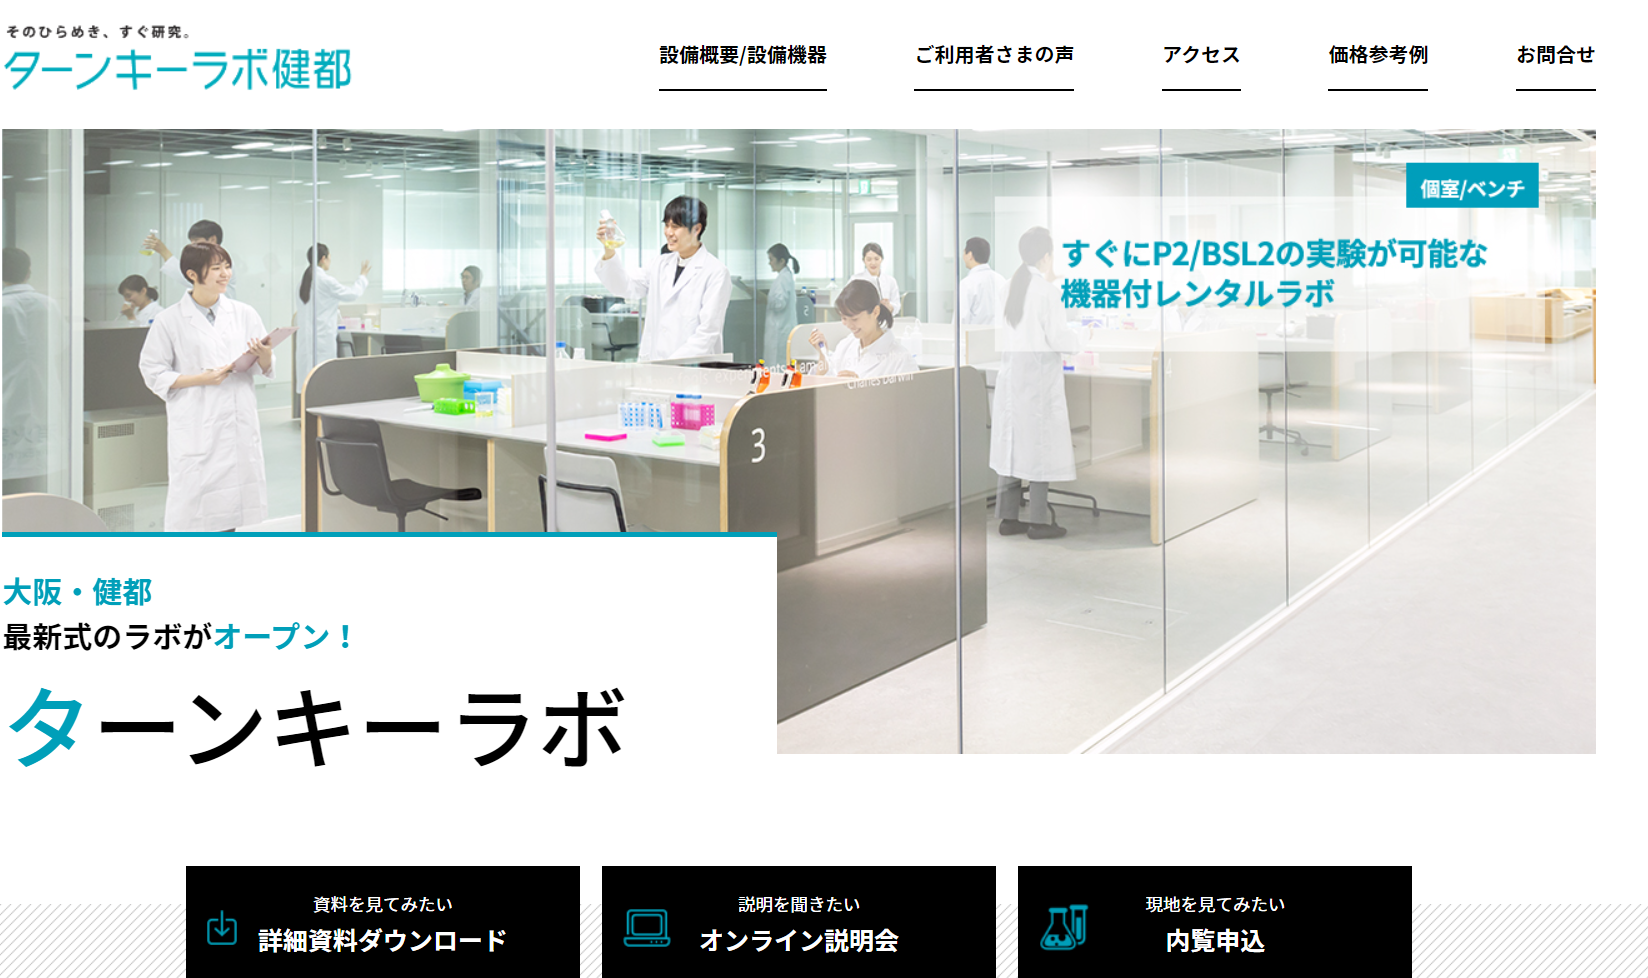 そのひらめき、すぐ研究。
ターンキーラボ健都
設備概要/設備機器
ご利用者さまの声
アクセス
価格参考例
お問合せ
個室/ベンチ
すぐにP2/BSL2の実験が可能な
機器付レンタルラボ
Charles Darwin
3
大阪・健都
最新式のラボがオープン！
ターンキーラボ
資料を見てみたい
詳細資料ダウンロード
説明を聞きたい
オンライン説明会
現地を見てみたい
内覧申込